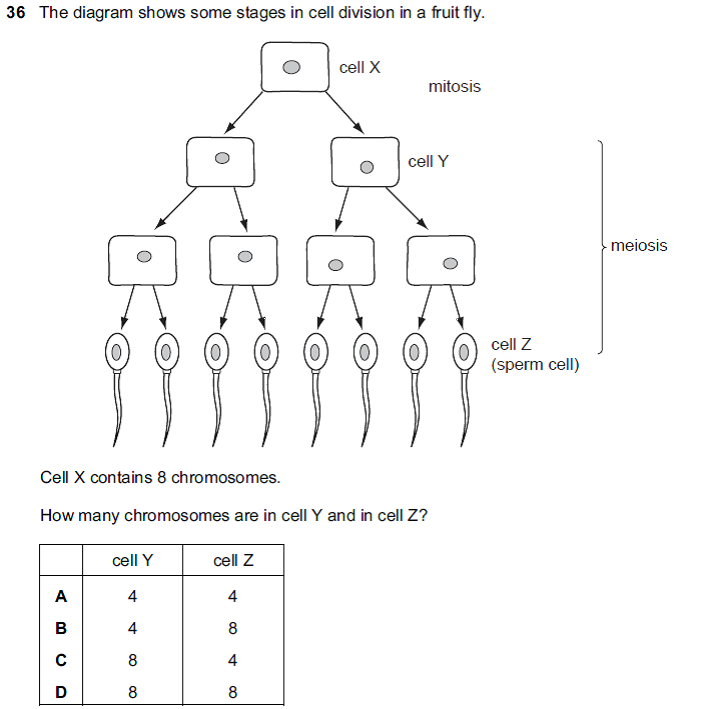 36 The diagram shows some stages in cell division in a fruit fly.
cell X
mitosis
cell Y
meiosis
cell Z
(sperm cell)
Cell X contains 8 chromosomes.
How many chromosomes are in cell Y and in cell Z?
cell Y cell Z
A 4 4
B 4 8
C 8 4
D 8 8